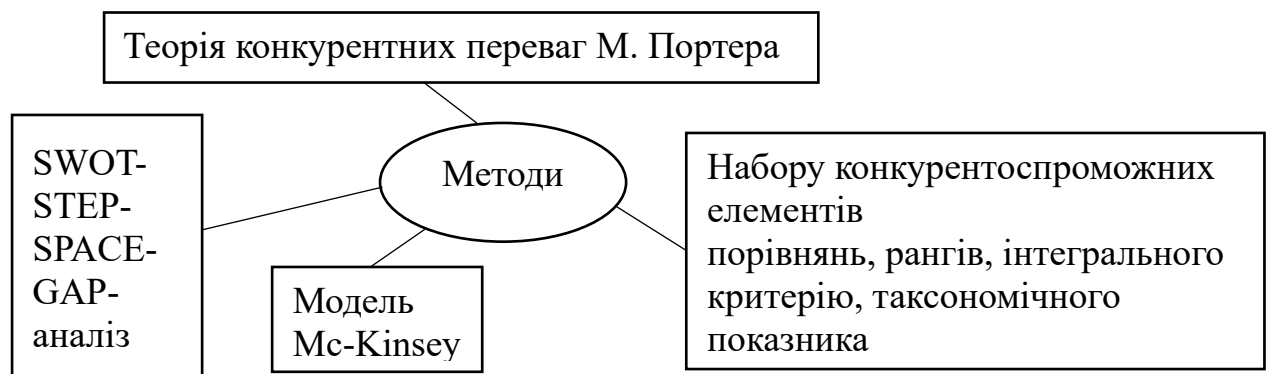 Теорія конкурентних переваг М. Портера
SWOT-
STEP-
SPACE-
GAP-
аналіз
Методи
Модель
Mc-Kinsey
Набору конкурентоспроможних
елементів
порівнянь, рангів, інтегрального
критерію, таксономічного
показника